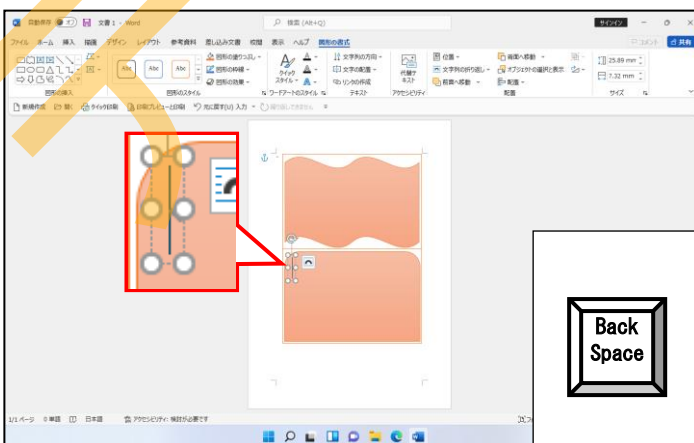 自動保存 文書 1 - Word 検索 (Alt+Q) サインイン
ファイル ホーム 挿入 描画 デザイン レイアウト 参考資料 差し込み文書 校閲 表示 ヘルプ 図形の書式 コメント 共有
Abc Abc Abc
図形の塗りつぶし
図形の枠線
図形の効果
クイック
スタイル
文字列の方向
文字の配置
リンクの作成
代替テ
キスト
位置
文字列の折り返し
前面へ移動
背面へ移動
オブジェクトの選択と表示
配置
25.89 mm
7.32 mm
図形の挿入 図形のスタイル ワードアートのスタイル テキスト アクセシビリティ 配置 サイズ
新規作成 開く クイック印刷 印刷プレビューと印刷 元に戻す(U) 入力
Back
Space
1/1 ページ 0 単語 日本語 アクセシビリティ: 検討が必要です